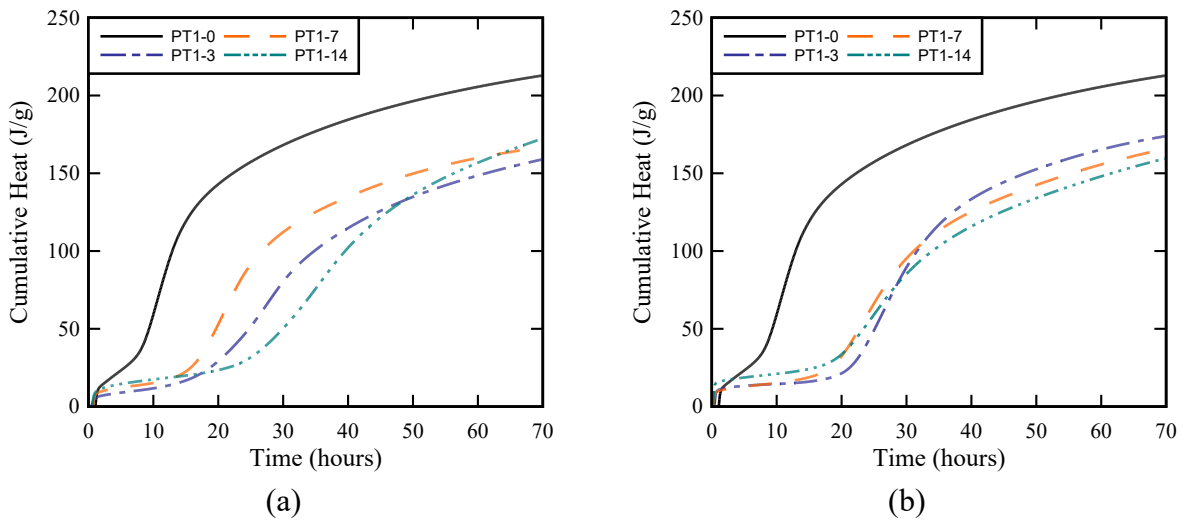 PT1-0 PT1-7
PT1-3 PT1-14
Cumulative Heat (J/g)
250
200
150
100
50
0
0 10 20 30 40 50 60 70
Time (hours)
(a)
PT1-0 PT1-7
PT1-3 PT1-14
Cumulative Heat (J/g)
250
200
150
100
50
0
0 10 20 30 40 50 60 70
Time (hours)
(b)